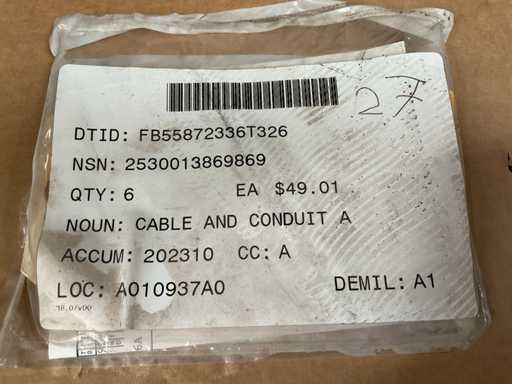 27
DTID: FB55872336T326
NSN: 2530013869869
QTY: 6 EA $49.01
NOUN: CABLE AND CONDUIT A
ACCUM: 202310 CC: A
LOC: A010937A0 DEMIL: A1
6A